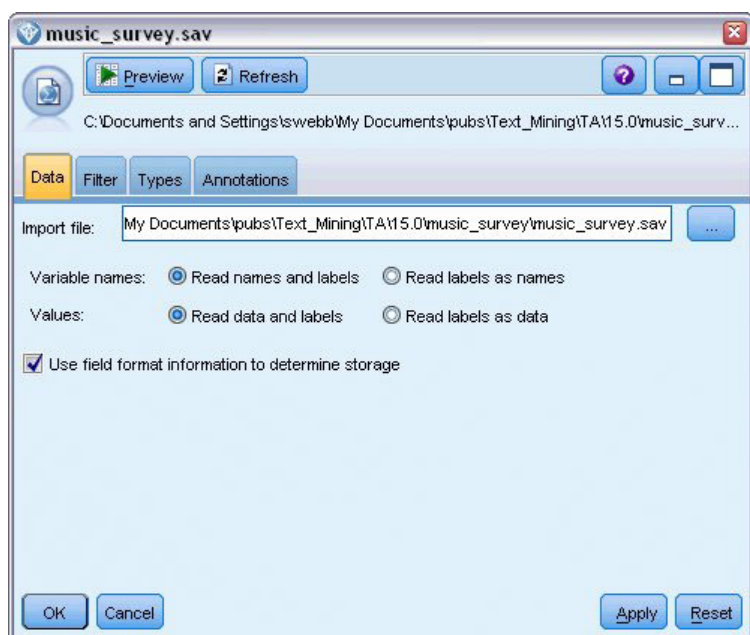 music_survey.sav
Preview Refresh
C:\Documents and Settings\swebb\My Documents\pubs\Text_Mining\TA\15.0\music_surv...
Data Filter Types Annotations
Import file: My Documents\pubs\Text_Mining\TA\15.0\music_survey\music_survey.sav ...
Variable names: Read names and labels Read labels as names
Values: Read data and labels Read labels as data
Use field format information to determine storage
OK Cancel Apply Reset